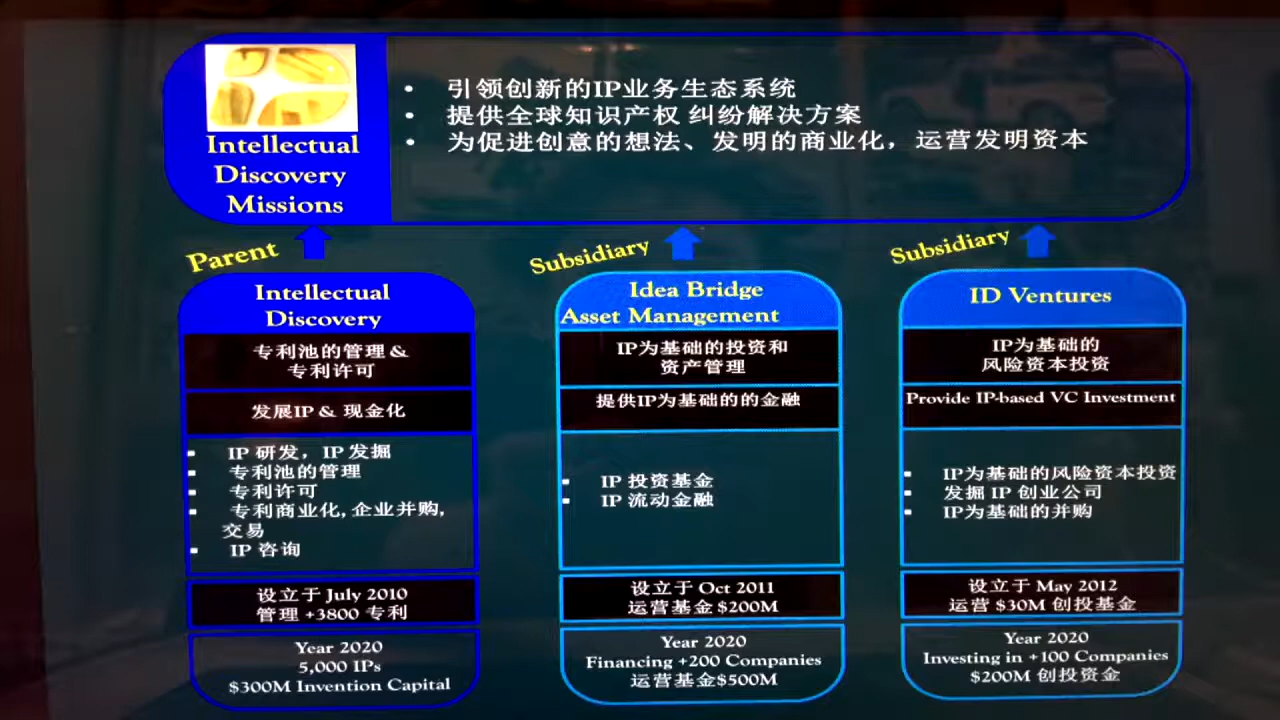 Intellectual
Discovery
Missions
• 引领创新的IP业务生态系统
• 提供全球知识产权 纠纷解决方案
• 为促进创意的想法、发明的商业化，运营发明资本
Parent
Subsidiary
Subsidiary
Intellectual
Discovery
专利池的管理 &
专利许可
发展IP & 现金化
▪ IP 研发，IP 发掘
▪ 专利池的管理
▪ 专利许可
▪ 专利商业化, 企业并购,
交易
▪ IP 咨询
设立于 July 2010
管理 +3800 专利
Year 2020
5,000 IPs
$300M Invention Capital
Idea Bridge
Asset Management
IP为基础的投资和
资产管理
提供IP为基础的的金融
▪ IP 投资基金
▪ IP 流动金融
设立于 Oct 2011
运营基金 $200M
Year 2020
Financing +200 Companies
运营基金$500M
ID Ventures
IP为基础的
风险资本投资
Provide IP-based VC Investment
▪ IP为基础的风险资本投资
▪ 发掘 IP 创业公司
▪ IP为基础的并购
设立于 May 2012
运营 $30M 创投基金
Year 2020
Investing in +100 Companies
$200M 创投资金